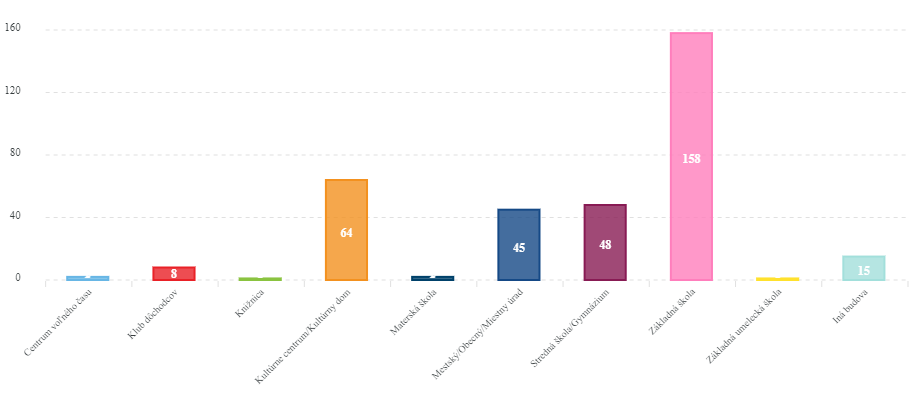 160
120
80
40
0
158
64
48
45
15
8
Centrum voľného času
Klub dôchodcov
Knižnica
Kultúrne centrum/Kultúrny dom
Materská škola
Mestský/Obecný/Miestny úrad
Stredná škola/Gymnázium
Základná škola
Základná umelecká škola
Iná budova